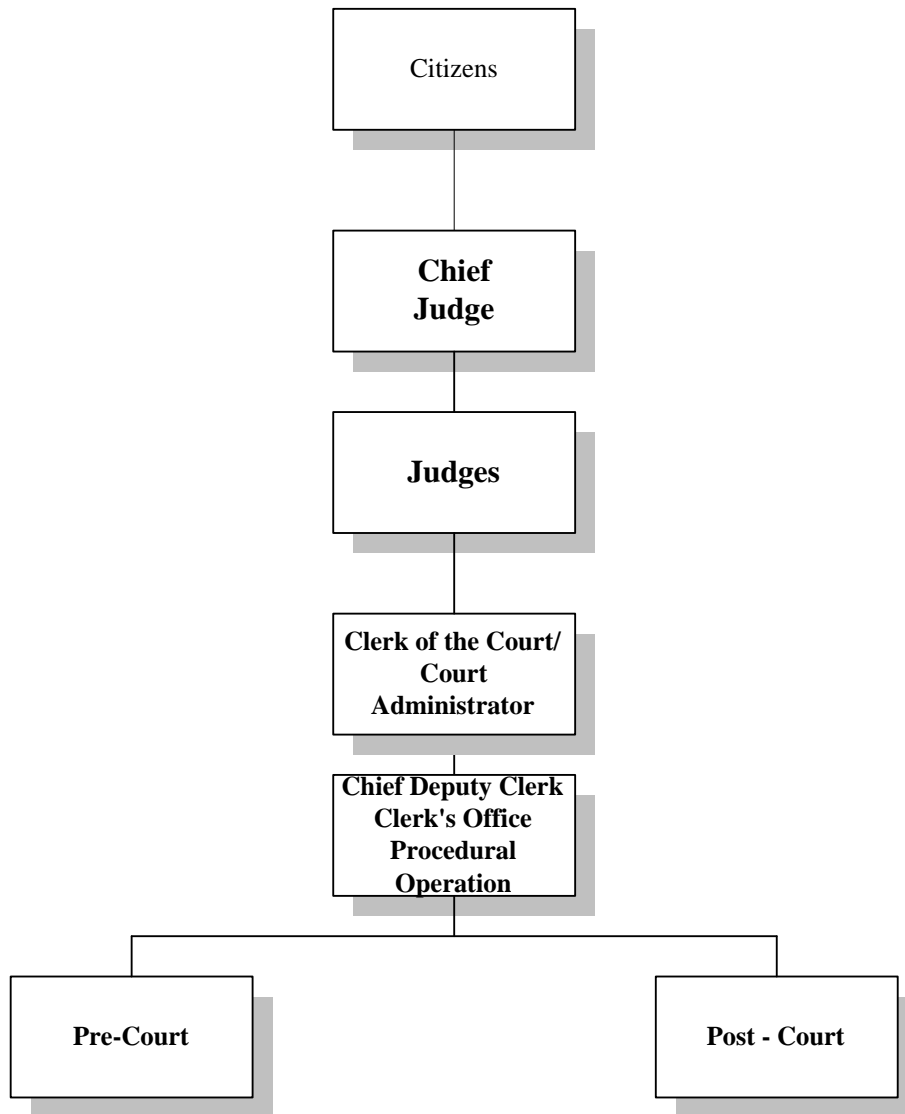 Citizens
Chief
Judge
Judges
Clerk of the Court/
Court
Administrator
Chief Deputy Clerk
Clerk's Office
Procedural
Operation
Pre-Court
Post - Court